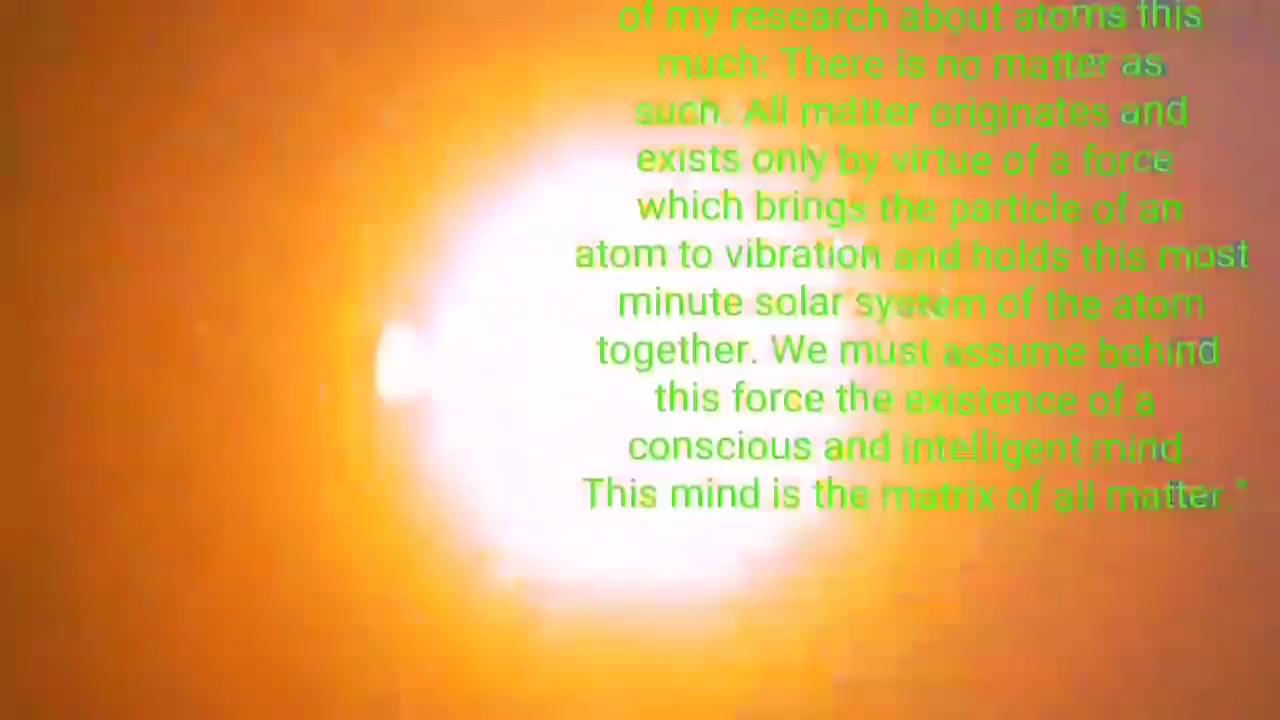 of my research about atoms this
much: There is no matter as
such. All matter originates and
exists only by virtue of a force
which brings the particle of an
atom to vibration and holds this most
minute solar system of the atom
together. We must assume behind
this force the existence of a
conscious and intelligent mind.
This mind is the matrix of all matter."